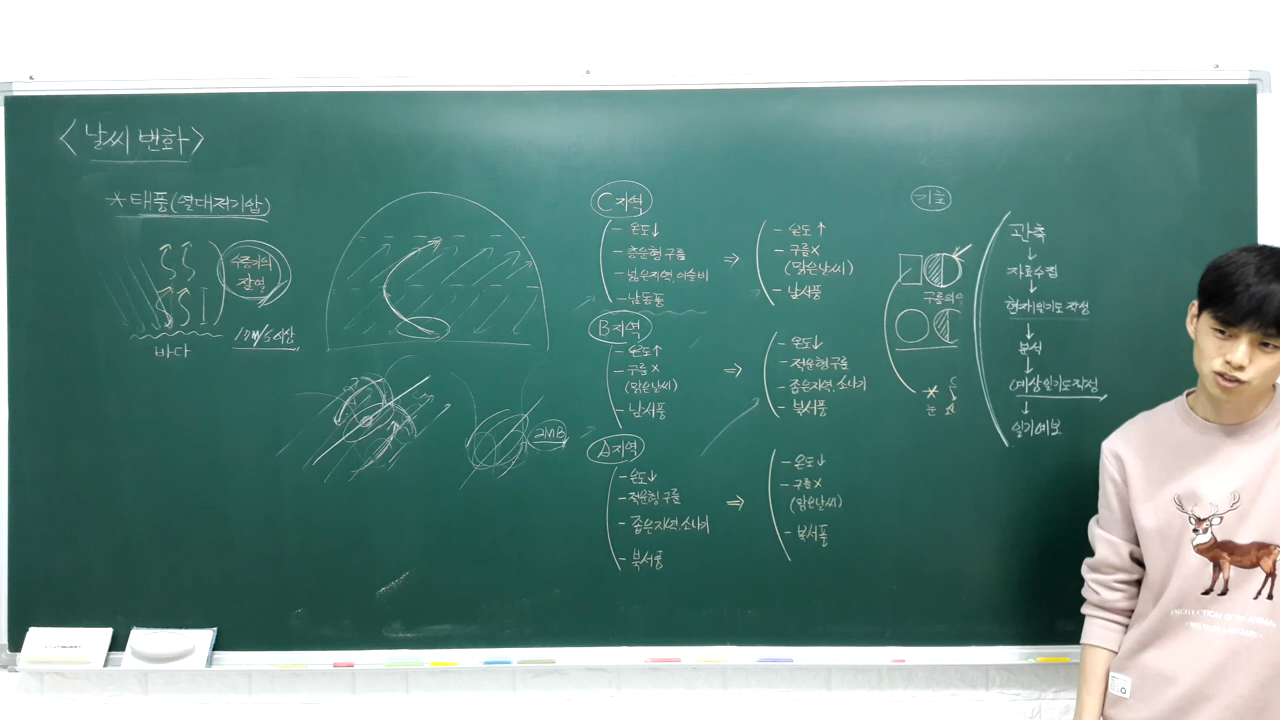 <날씨 변화>
*태풍(열대저기압)
수증기의
잠열
바다
17m/s 이상
2MB
C지역
- 온도↓
- 층운형 구름
- 넓은지역, 이슬비
- 남동풍
⇒
- 온도↑
- 구름×
(맑은날씨)
- 남서풍
B지역
- 온도↑
- 구름×
(맑은날씨)
- 남서풍
⇒
- 온도↓
- 적운형구름
- 좁은지역, 소나기
- 북서풍
A지역
- 온도↓
- 적운형 구름
- 좁은지역, 소나기
- 북서풍
⇒
- 온도↓
- 구름×
(맑은날씨)
- 북서풍
기호
구름의양
눈
관측
↓
자료수집
↓
현재일기도 작성
↓
분석
↓
예상일기도작성
↓
일기예보